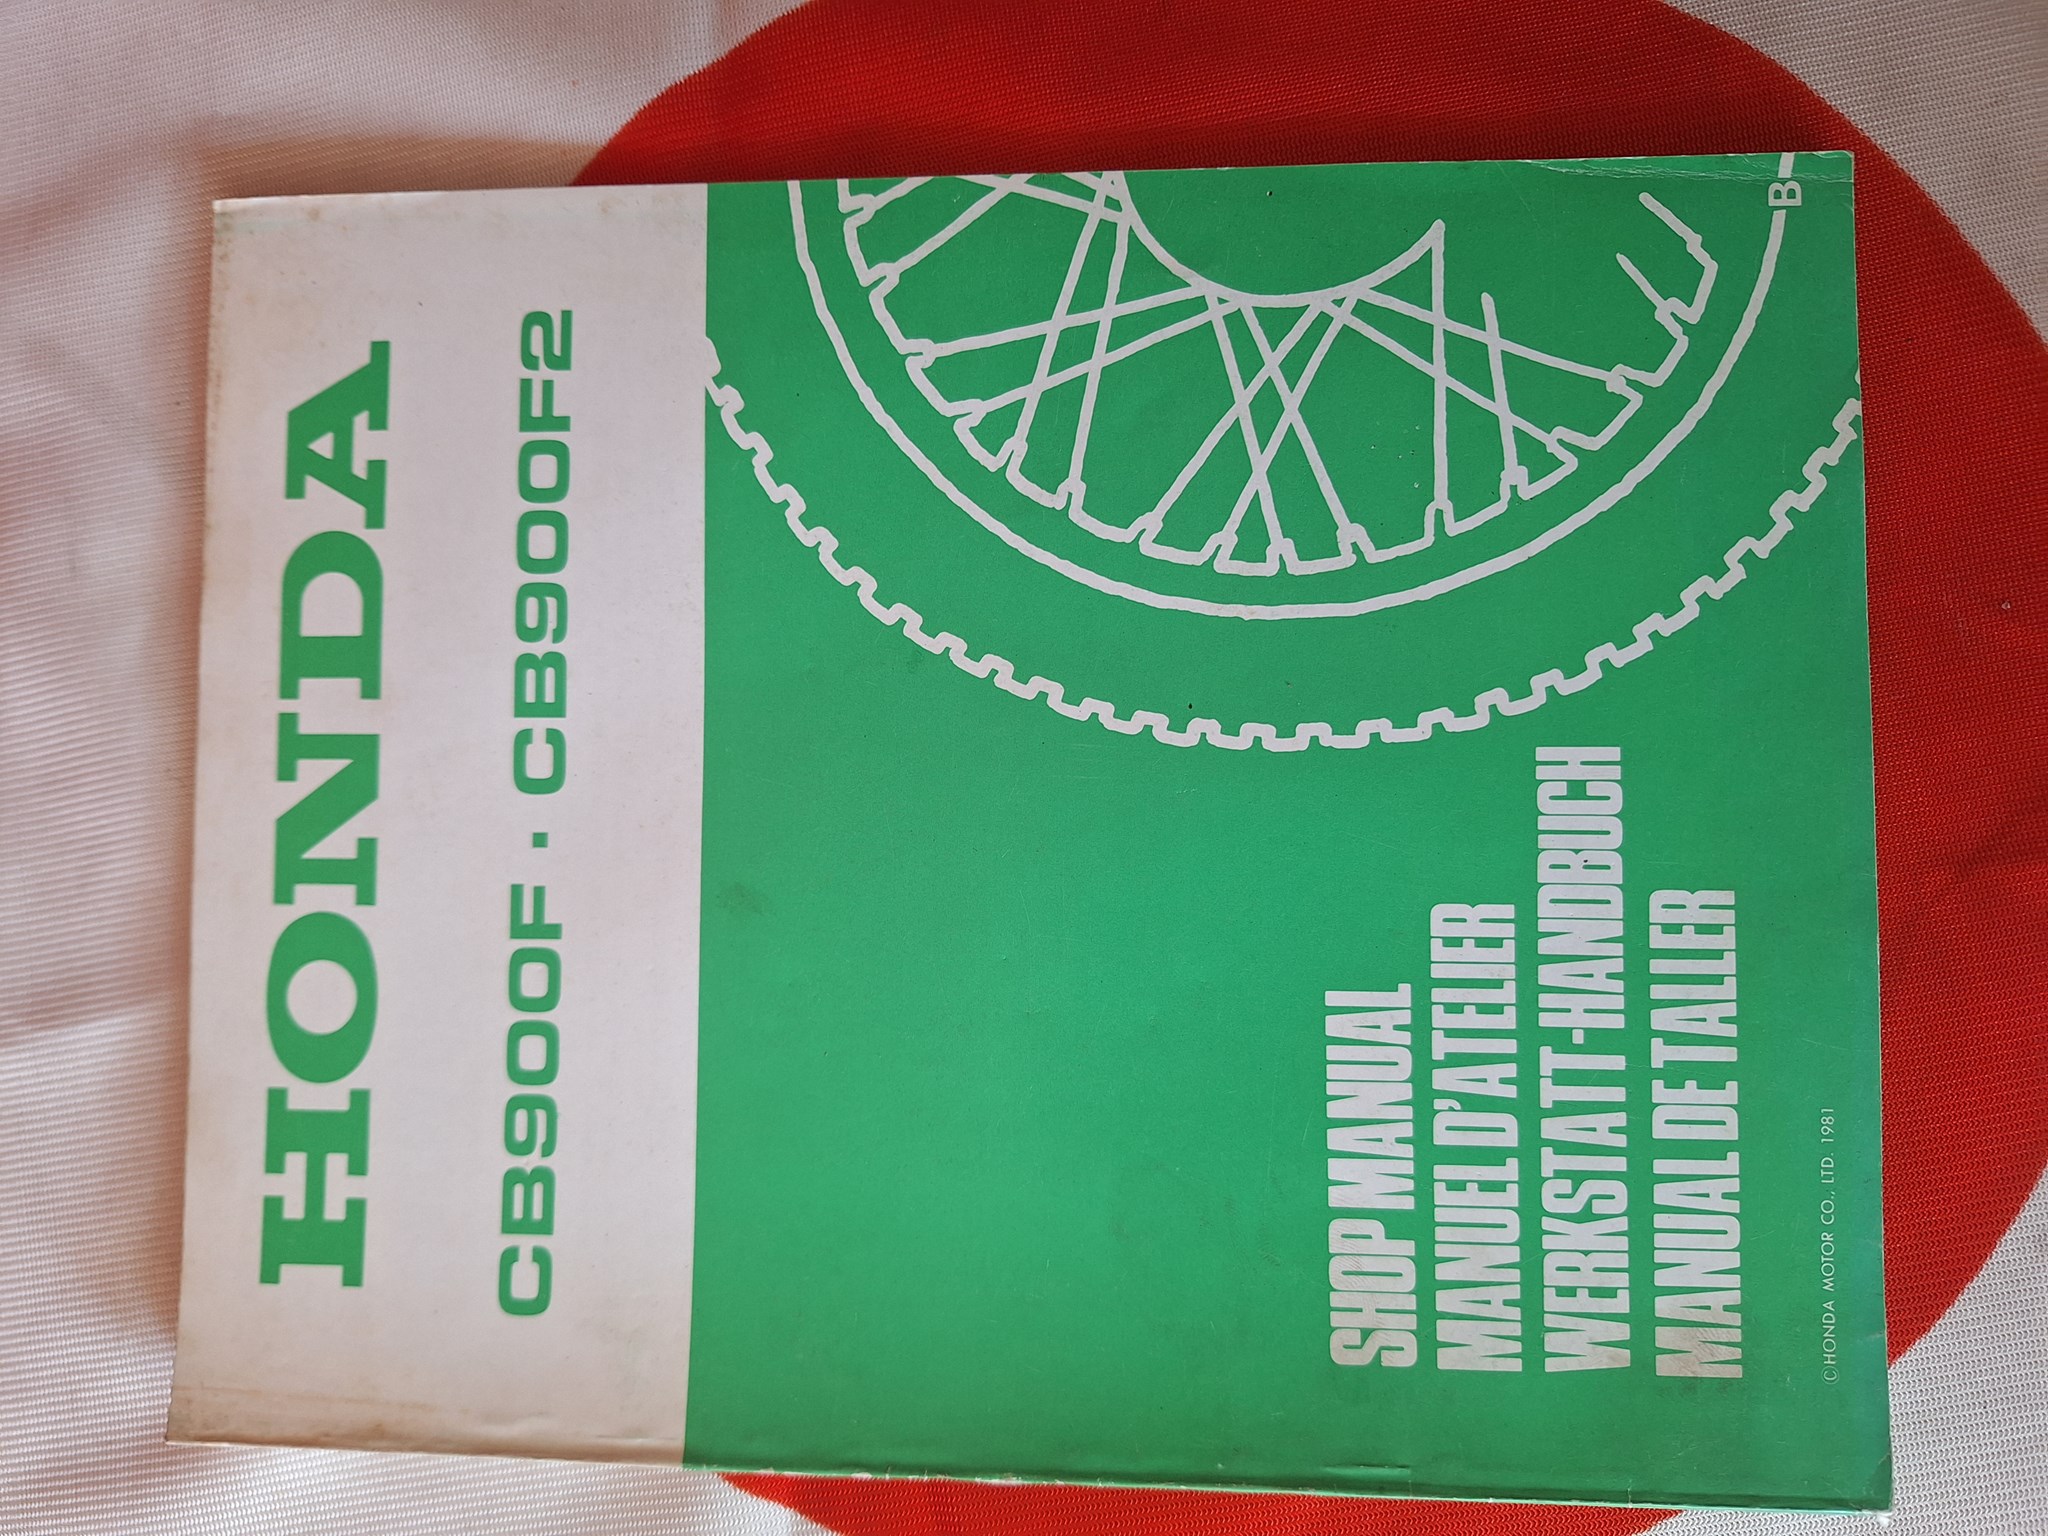 HONDA
CB900F · CB900F2
B
SHOP MANUAL
MANUEL D'ATELIER
WERKSTATT-HANDBUCH
MANUAL DE TALLER
©HONDA MOTOR CO., LTD. 1981